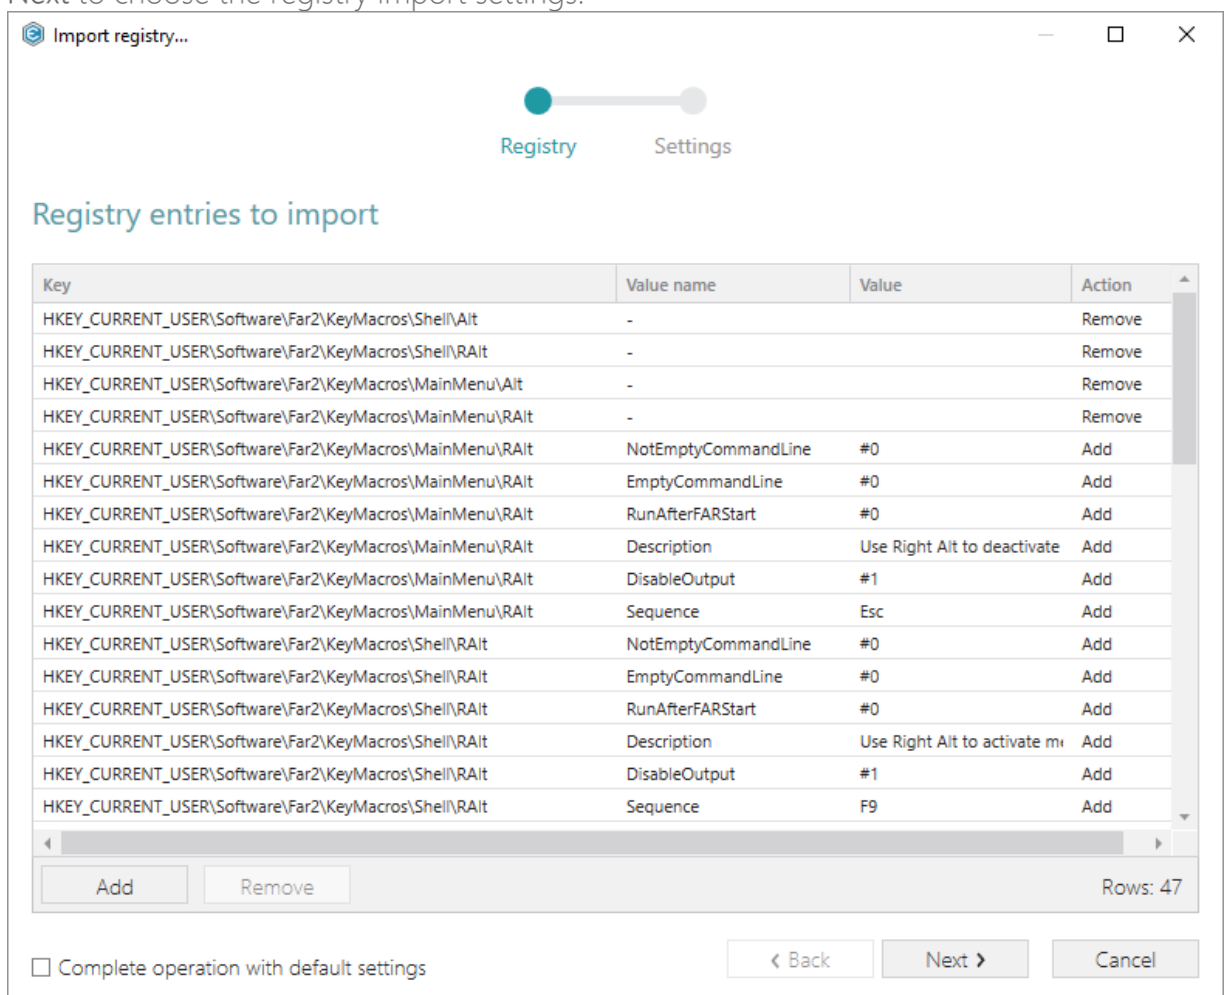 Next to choose the registry import settings.
Import registry...
Registry Settings
Registry entries to import
Key Value name Value Action
HKEY_CURRENT_USER\Software\Far2\KeyMacros\Shell\Alt - Remove
HKEY_CURRENT_USER\Software\Far2\KeyMacros\Shell\RAlt - Remove
HKEY_CURRENT_USER\Software\Far2\KeyMacros\MainMenu\Alt - Remove
HKEY_CURRENT_USER\Software\Far2\KeyMacros\MainMenu\RAlt - Remove
HKEY_CURRENT_USER\Software\Far2\KeyMacros\MainMenu\RAlt NotEmptyCommandLine #0 Add
HKEY_CURRENT_USER\Software\Far2\KeyMacros\MainMenu\RAlt EmptyCommandLine #0 Add
HKEY_CURRENT_USER\Software\Far2\KeyMacros\MainMenu\RAlt RunAfterFARStart #0 Add
HKEY_CURRENT_USER\Software\Far2\KeyMacros\MainMenu\RAlt Description Use Right Alt to deactivate Add
HKEY_CURRENT_USER\Software\Far2\KeyMacros\MainMenu\RAlt DisableOutput #1 Add
HKEY_CURRENT_USER\Software\Far2\KeyMacros\MainMenu\RAlt Sequence Esc Add
HKEY_CURRENT_USER\Software\Far2\KeyMacros\Shell\RAlt NotEmptyCommandLine #0 Add
HKEY_CURRENT_USER\Software\Far2\KeyMacros\Shell\RAlt EmptyCommandLine #0 Add
HKEY_CURRENT_USER\Software\Far2\KeyMacros\Shell\RAlt RunAfterFARStart #0 Add
HKEY_CURRENT_USER\Software\Far2\KeyMacros\Shell\RAlt Description Use Right Alt to activate Add
HKEY_CURRENT_USER\Software\Far2\KeyMacros\Shell\RAlt DisableOutput #1 Add
HKEY_CURRENT_USER\Software\Far2\KeyMacros\Shell\RAlt Sequence F9 Add
Add Remove Rows: 47
Complete operation with default settings Back Next Cancel